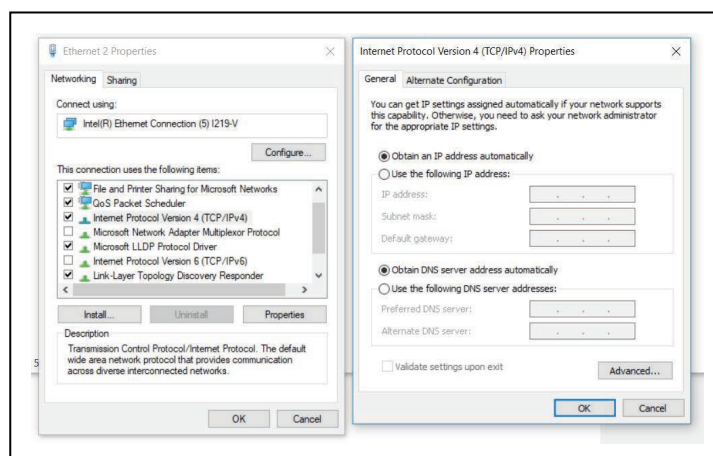 Ethernet 2 Properties
Networking Sharing
Connect using:
Intel(R) Ethernet Connection (5) I219-V
Configure...
This connection uses the following items:
File and Printer Sharing for Microsoft Networks
QoS Packet Scheduler
Internet Protocol Version 4 (TCP/IPv4)
Microsoft Network Adapter Multiplexor Protocol
Microsoft LLDP Protocol Driver
Internet Protocol Version 6 (TCP/IPv6)
Link-Layer Topology Discovery Responder
Install... Uninstall Properties
Description
Transmission Control Protocol/Internet Protocol. The default
wide area network protocol that provides communication
across diverse interconnected networks.
OK Cancel
5
Internet Protocol Version 4 (TCP/IPv4) Properties
General Alternate Configuration
You can get IP settings assigned automatically if your network supports
this capability. Otherwise, you need to ask your network administrator
for the appropriate IP settings.
Obtain an IP address automatically
Use the following IP address:
IP address:
Subnet mask:
Default gateway:
Obtain DNS server address automatically
Use the following DNS server addresses:
Preferred DNS server:
Alternate DNS server:
Validate settings upon exit
Advanced...
OK Cancel